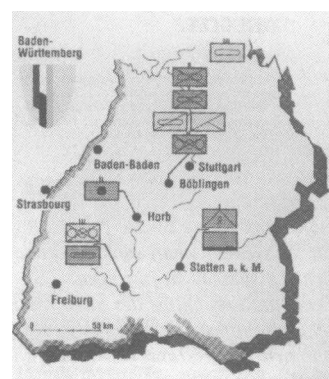 Baden-
Württemberg
Stuttgart
Baden-Baden
Böblingen
Strasbourg
Horb
Stetten a. k. M.
Freiburg
0 50 km